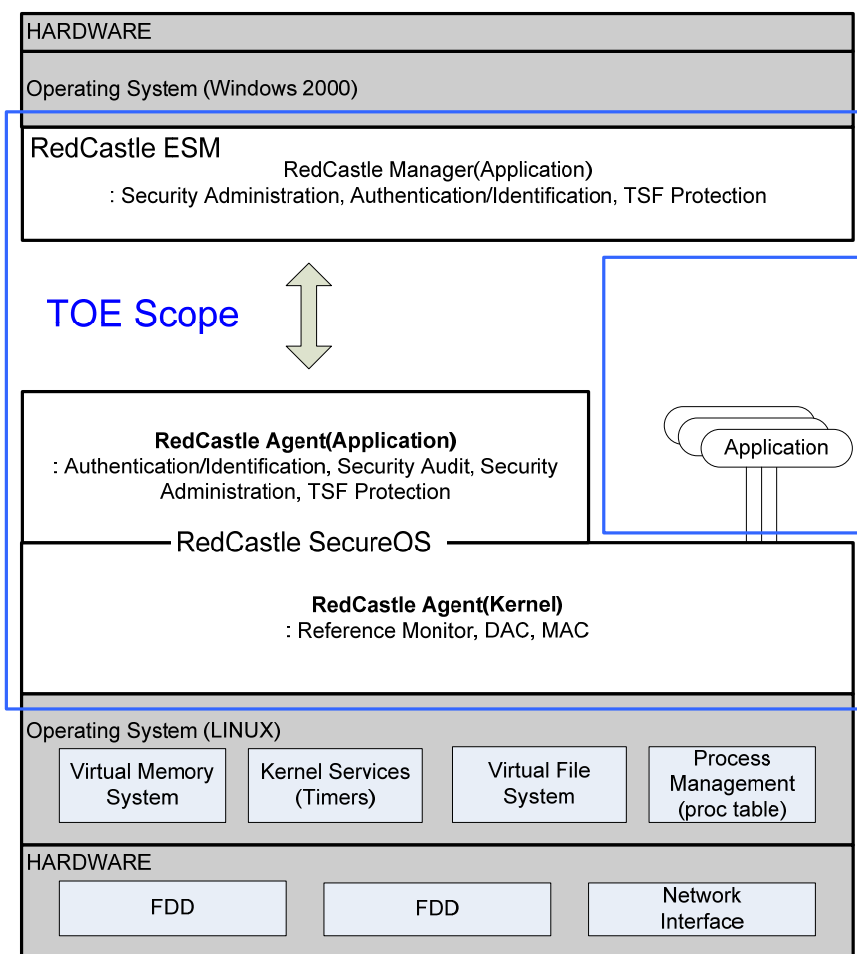 HARDWARE
Operating System (Windows 2000)
RedCastle ESM
RedCastle Manager(Application)
: Security Administration, Authentication/Identification, TSF Protection
TOE Scope
Application
RedCastle Agent(Application)
: Authentication/Identification, Security Audit, Security
Administration, TSF Protection
RedCastle SecureOS
RedCastle Agent(Kernel)
: Reference Monitor, DAC, MAC
Operating System (LINUX)
Virtual Memory
System
Kernel Services
(Timers)
Virtual File
System
Process
Management
(proc table)
HARDWARE
FDD
FDD
Network
Interface